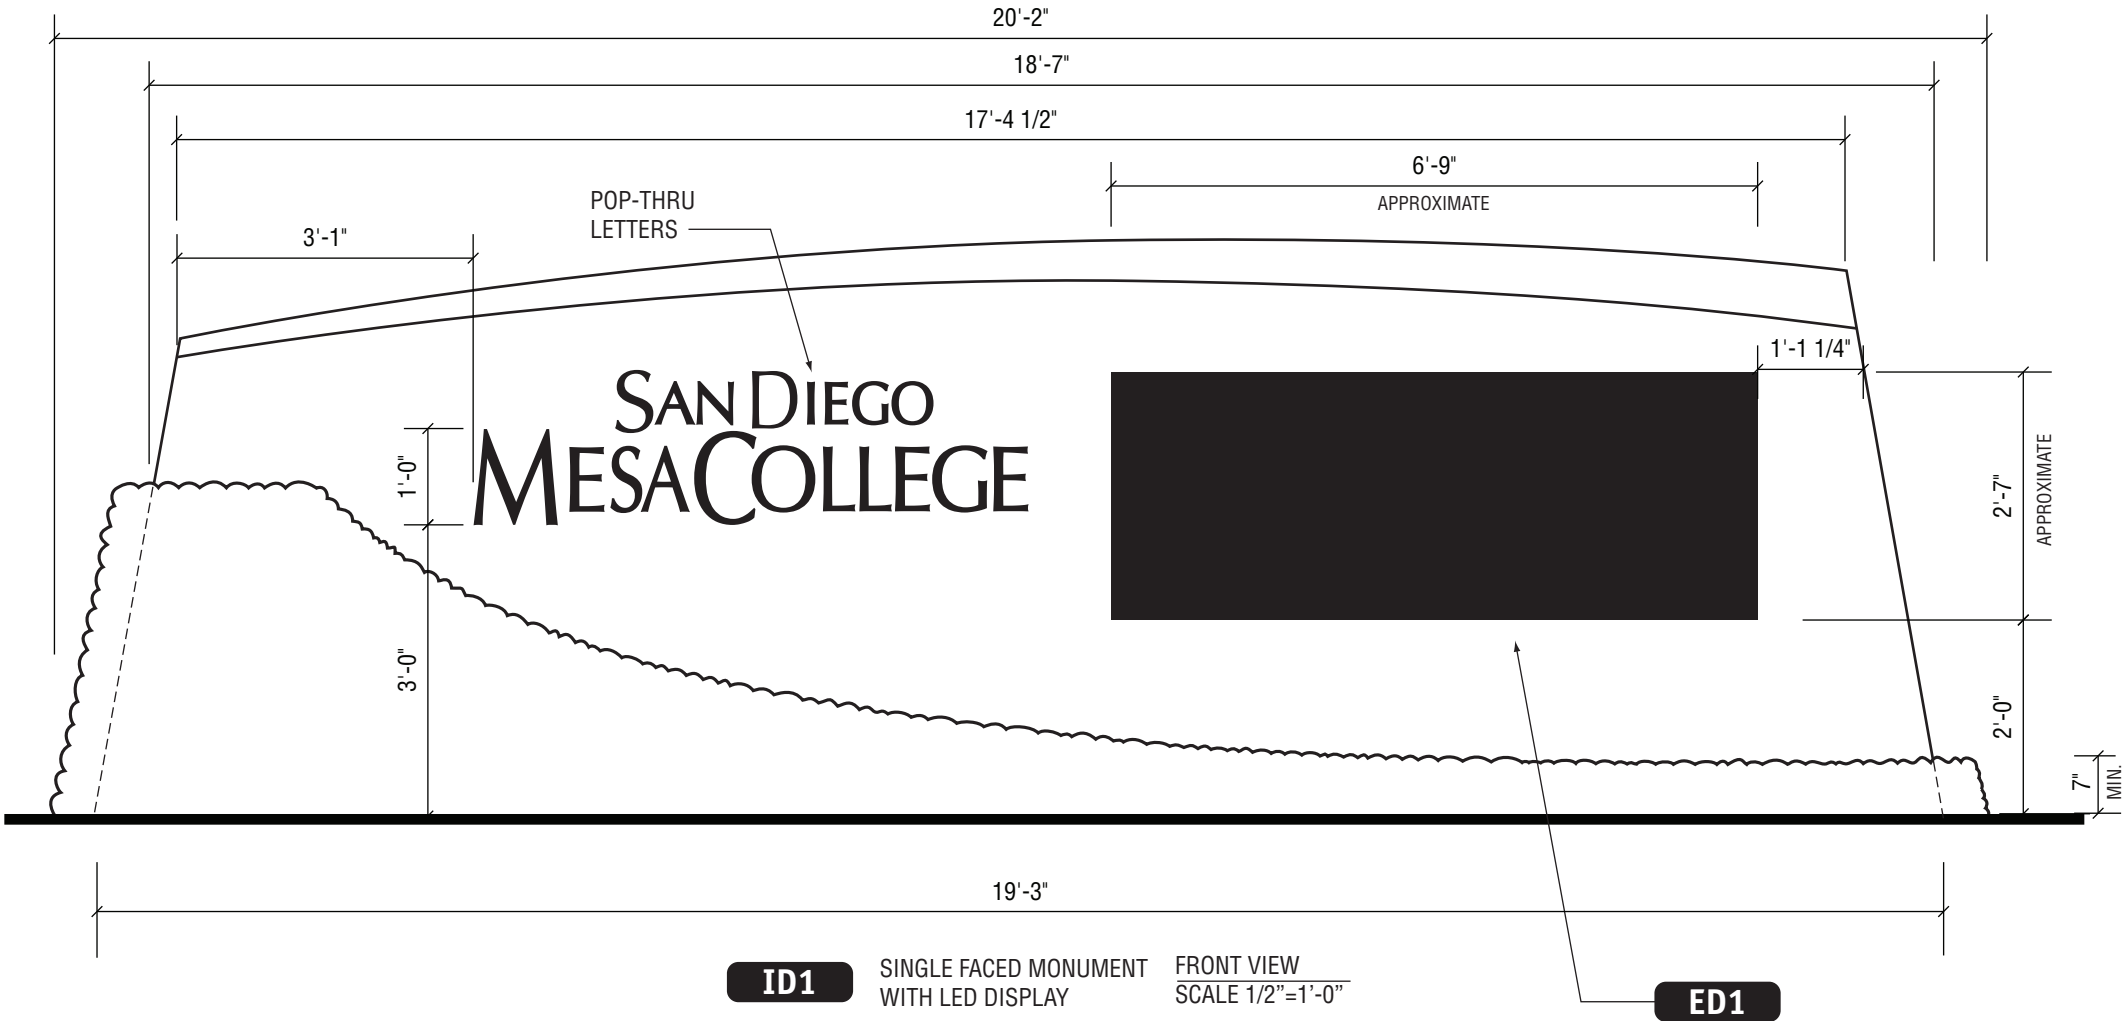 20'-2"
18'-7"
17'-4 1/2"
6'-9"
APPROXIMATE
POP-THRU
LETTERS
3'-1"
1'-1 1/4"
SAN DIEGO
MESA COLLEGE
1'-0"
2'-7"
APPROXIMATE
3'-0"
2'-0"
7"
MIN.
19'-3"
ID1
SINGLE FACED MONUMENT
WITH LED DISPLAY
FRONT VIEW
SCALE 1/2”=1’-0”
ED1